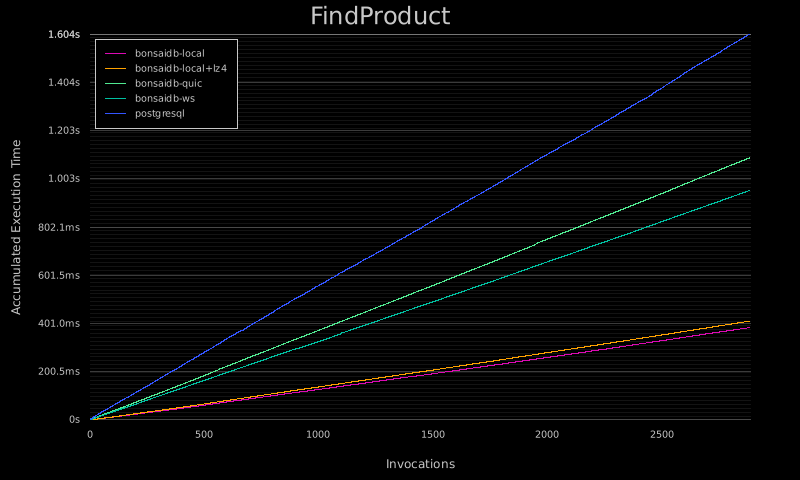 FindProduct
1.604s
1.404s
1.203s
1.003s
802.1ms
601.5ms
401.0ms
200.5ms
0s
Accumulated Execution Time
bonsaidb-local
bonsaidb-local+lz4
bonsaidb-quic
bonsaidb-ws
postgresql
0 500 1000 1500 2000 2500
Invocations